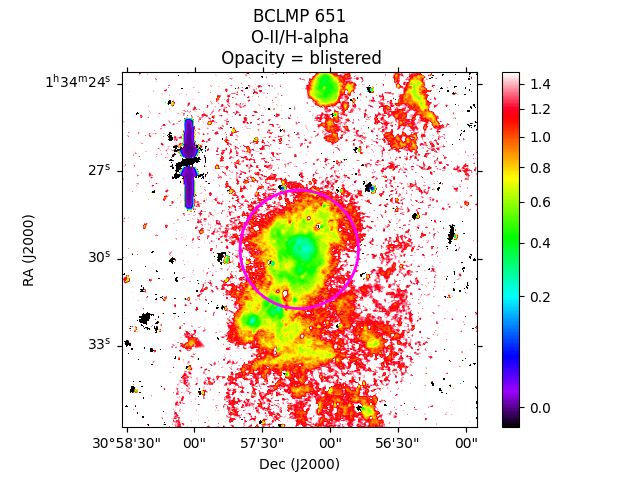 BCLMP 651
O-II/H-alpha
Opacity = blistered
1h34m24s
27s
30s
33s
RA (J2000)
30°58'30" 00" 57'30" 00" 56'30" 00"
Dec (J2000)
1.4
1.2
1.0
0.8
0.6
0.4
0.2
0.0